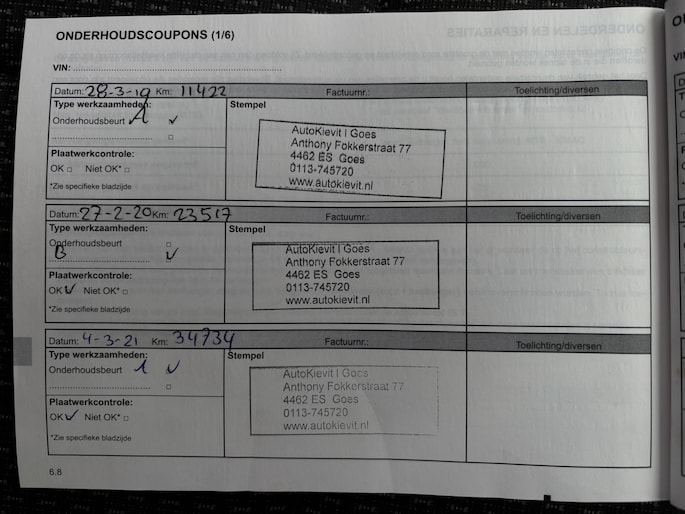 ONDERHOUDSCOUPONS (1/6)
VIN:
Datum: 28-3-19 Km: 11422 Factuurnr.: Toelichting/diversen
Type werkzaamheden: Stempel
Onderhoudsbeurt A
Plaatwerkcontrole:
OK Niet OK*
*Zie specifieke bladzijde
AutoKievit | Goes
Anthony Fokkerstraat 77
4462 ES Goes
0113-745720
www.autokievit.nl
Datum: 27-2-20 Km: 23517 Factuurnr.: Toelichting/diversen
Type werkzaamheden: Stempel
Onderhoudsbeurt
B
Plaatwerkcontrole:
OK Niet OK*
*Zie specifieke bladzijde
AutoKievit | Goes
Anthony Fokkerstraat 77
4462 ES Goes
0113-745720
www.autokievit.nl
Datum: 4-3-21 Km: 34734 Factuurnr.: Toelichting/diversen
Type werkzaamheden: Stempel
Onderhoudsbeurt A
Plaatwerkcontrole:
OK Niet OK*
*Zie specifieke bladzijde
AutoKievit | Goes
Anthony Fokkerstraat 77
4462 ES Goes
0113-745720
www.autokievit.nl
6.8